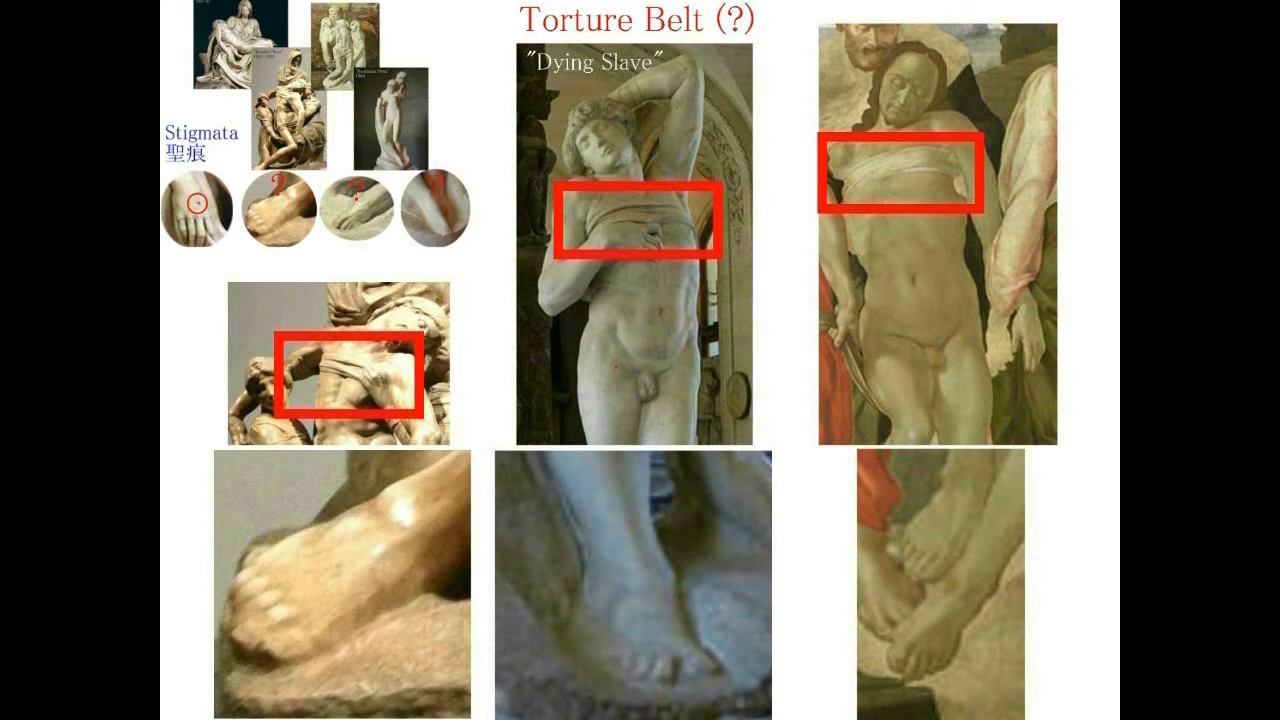 Torture Belt (?)
"Dying Slave"
Stigmata
聖痕
?
?
?